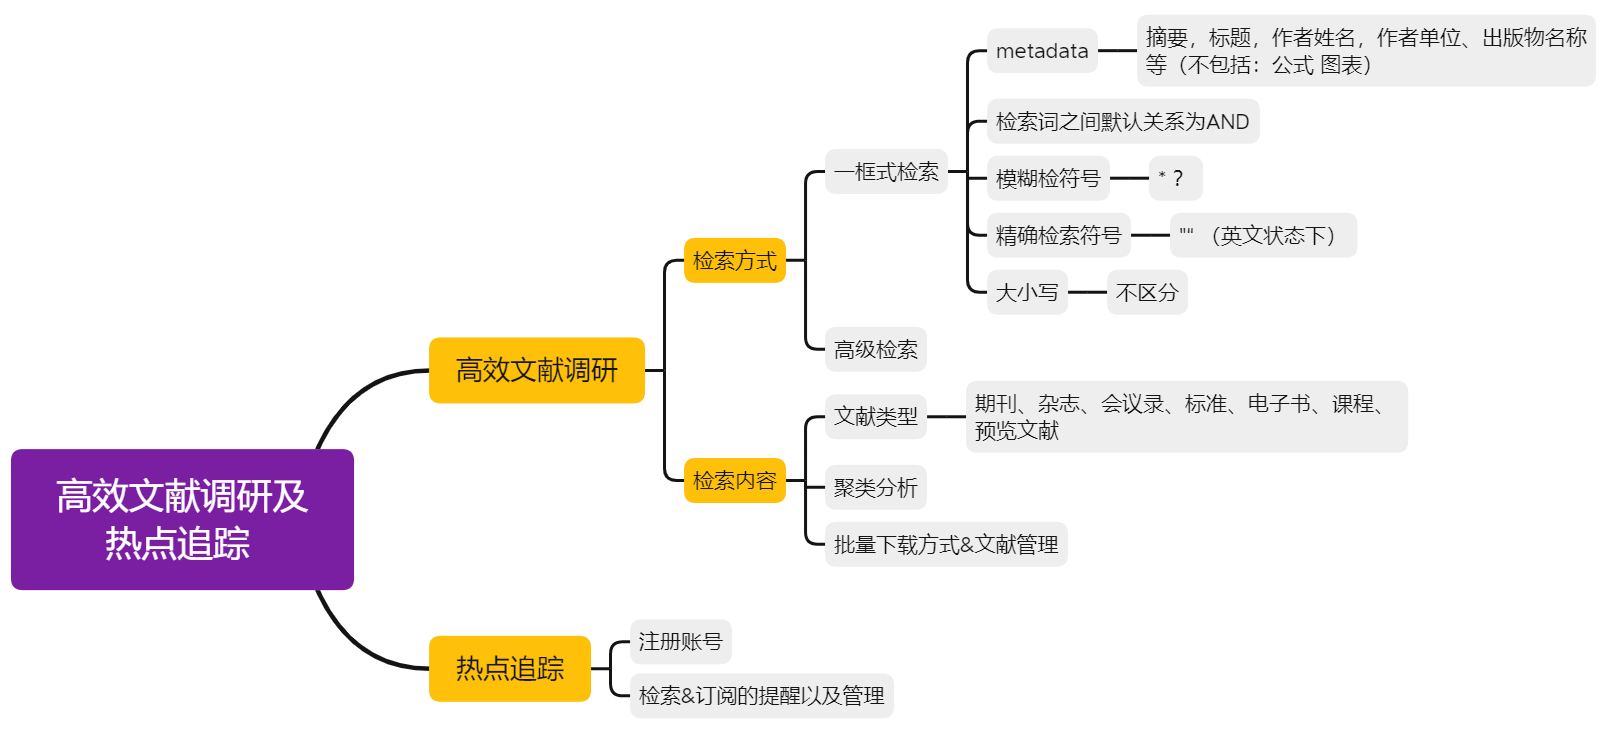 高效文献调研及
热点追踪
高效文献调研
检索方式
一框式检索
metadata
摘要，标题，作者姓名，作者单位、出版物名称
等（不包括：公式 图表）
检索词之间默认关系为AND
模糊检符号
* ？
精确检索符号
"“ （英文状态下）
大小写
不区分
高级检索
检索内容
文献类型
期刊、杂志、会议录、标准、电子书、课程、
预览文献
聚类分析
批量下载方式&文献管理
热点追踪
注册账号
检索&订阅的提醒以及管理